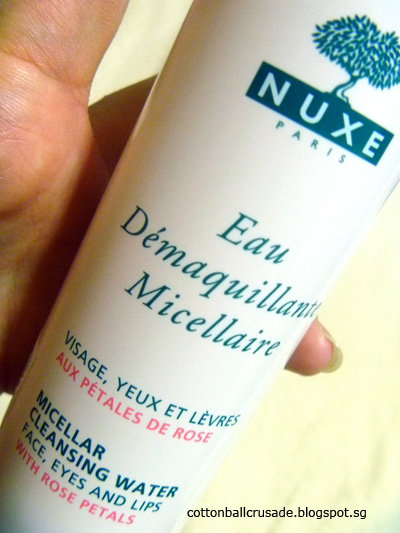 NUXE
PARIS
Eau
Démaquillante
Micellaire
VISAGE, YEUX ET LÈVRES
AUX PÉTALES DE ROSE
MICELLAR
CLEANSING WATER
FACE, EYES AND LIPS
WITH ROSE PETALS
cottonballcrusade.blogspot.sg